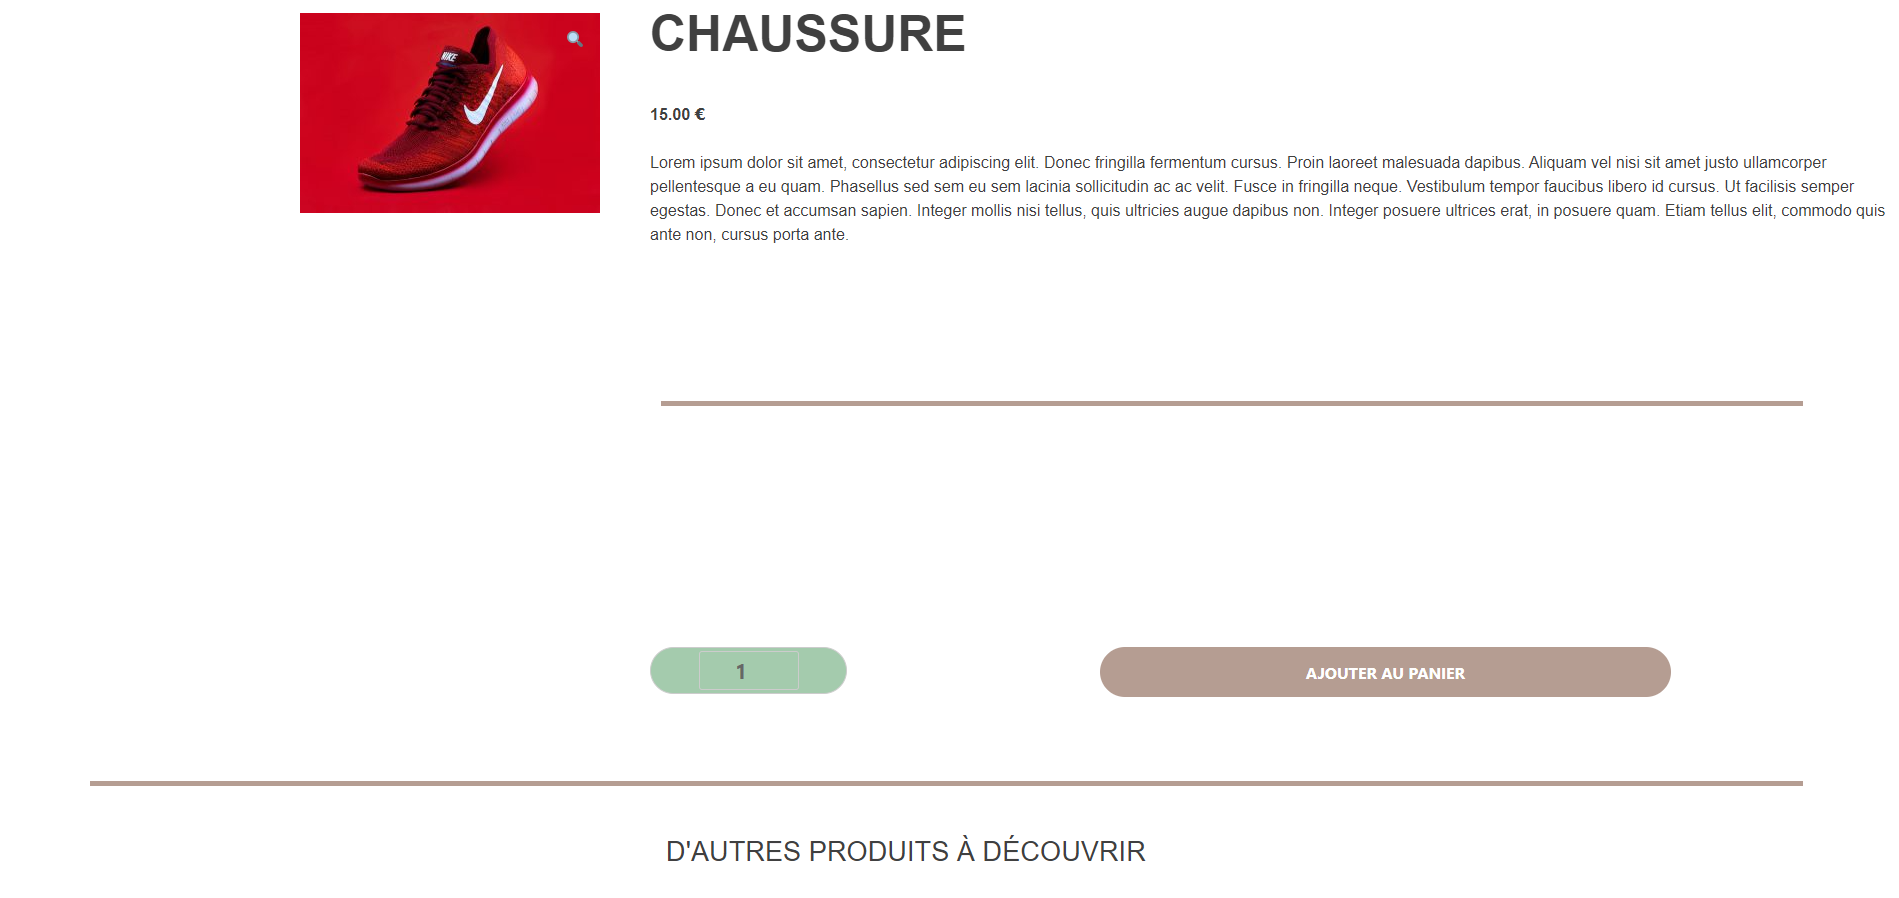 NIKE
CHAUSSURE
15.00 €
Lorem ipsum dolor sit amet, consectetur adipiscing elit. Donec fringilla fermentum cursus. Proin laoreet malesuada dapibus. Aliquam vel nisi sit amet justo ullamcorper
pellentesque a eu quam. Phasellus sed sem eu sem lacinia sollicitudin ac ac velit. Fusce in fringilla neque. Vestibulum tempor faucibus libero id cursus. Ut facilisis semper
egestas. Donec et accumsan sapien. Integer mollis nisi tellus, quis ultricies augue dapibus non. Integer posuere ultrices erat, in posuere quam. Etiam tellus elit, commodo quis
ante non, cursus porta ante.
1
AJOUTER AU PANIER
D'AUTRES PRODUITS À DÉCOUVRIR